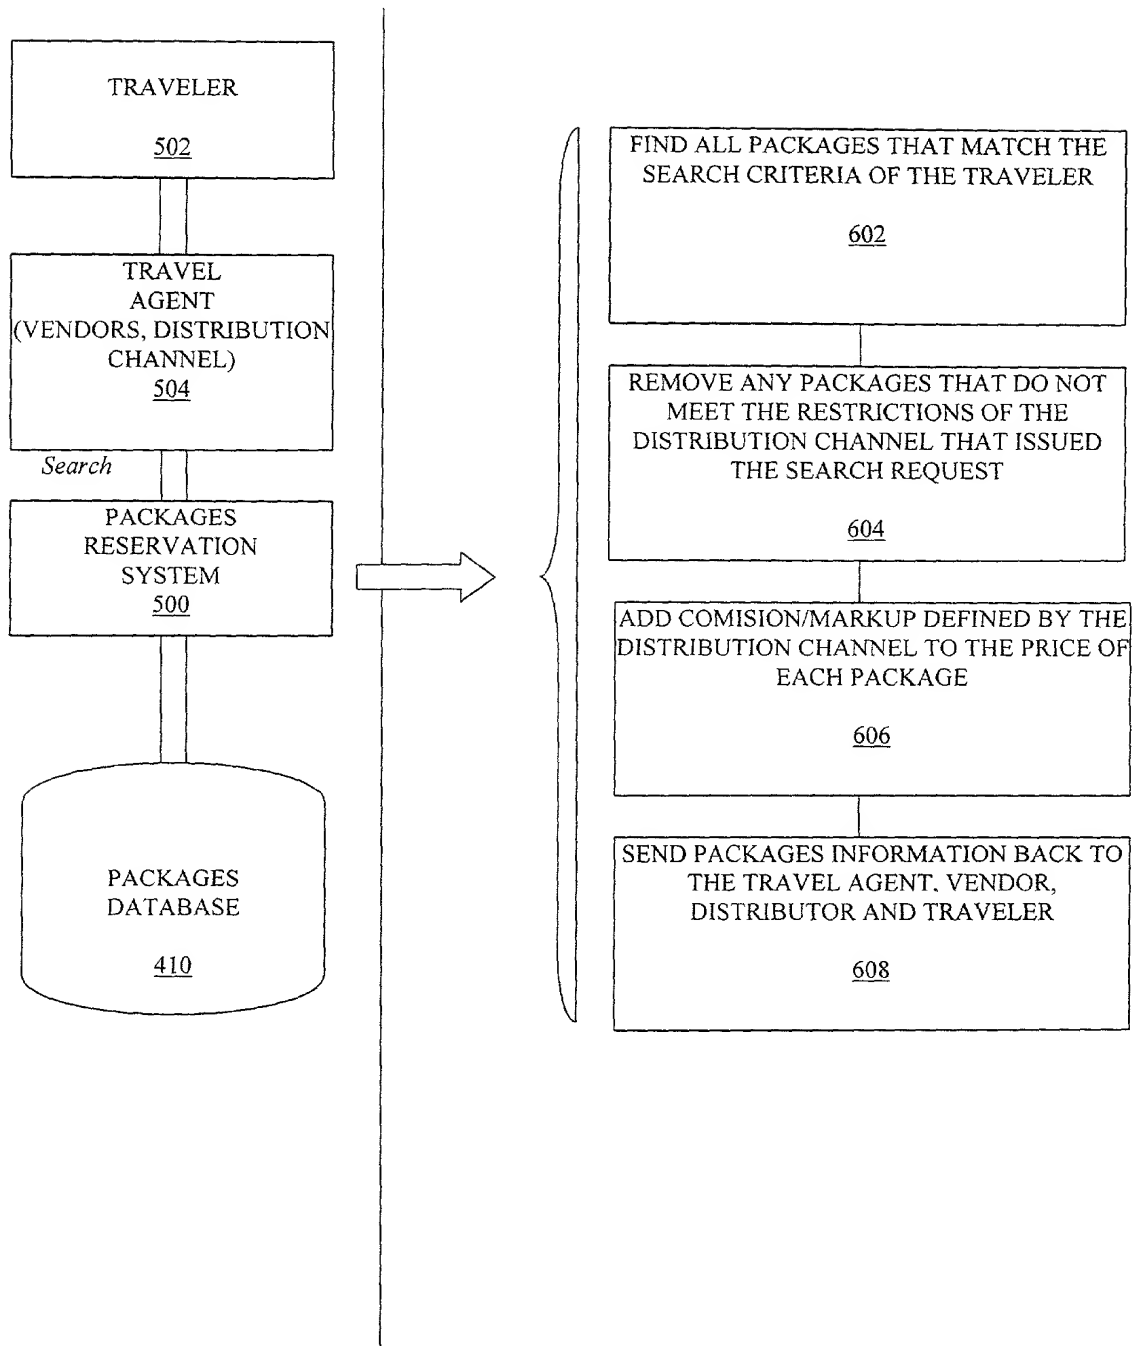 TRAVELER
502
TRAVEL
AGENT
(VENDORS, DISTRIBUTION
CHANNEL)
504
Search
PACKAGES
RESERVATION
SYSTEM
500
PACKAGES
DATABASE
410
FIND ALL PACKAGES THAT MATCH THE
SEARCH CRITERIA OF THE TRAVELER
602
REMOVE ANY PACKAGES THAT DO NOT
MEET THE RESTRICTIONS OF THE
DISTRIBUTION CHANNEL THAT ISSUED
THE SEARCH REQUEST
604
ADD COMISION/MARKUP DEFINED BY THE
DISTRIBUTION CHANNEL TO THE PRICE OF
EACH PACKAGE
606
SEND PACKAGES INFORMATION BACK TO
THE TRAVEL AGENT, VENDOR,
DISTRIBUTOR AND TRAVELER
608